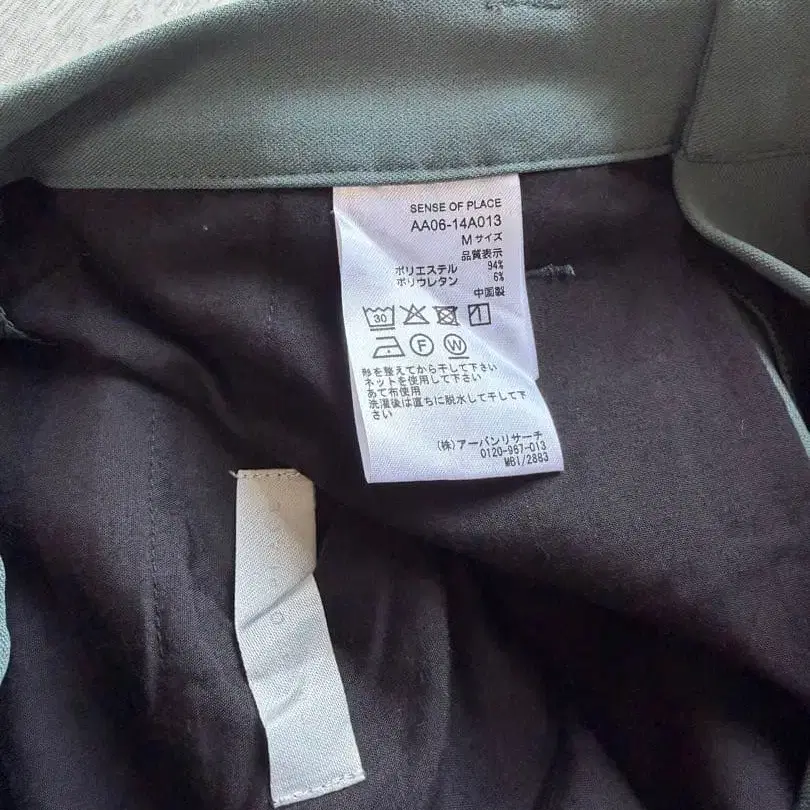 SENSE OF PLACE
AA06-14A013
M サイズ
品質表示
ポリエステル 94%
ポリウレタン 6%
中国製
30
F W
形を整えてから干して下さい
ネットを使用して下さい
あて布使用
洗濯後は直ちに脱水して干して下
さい
(株)アーバンリサーチ
0120-967-013
MB1/2883